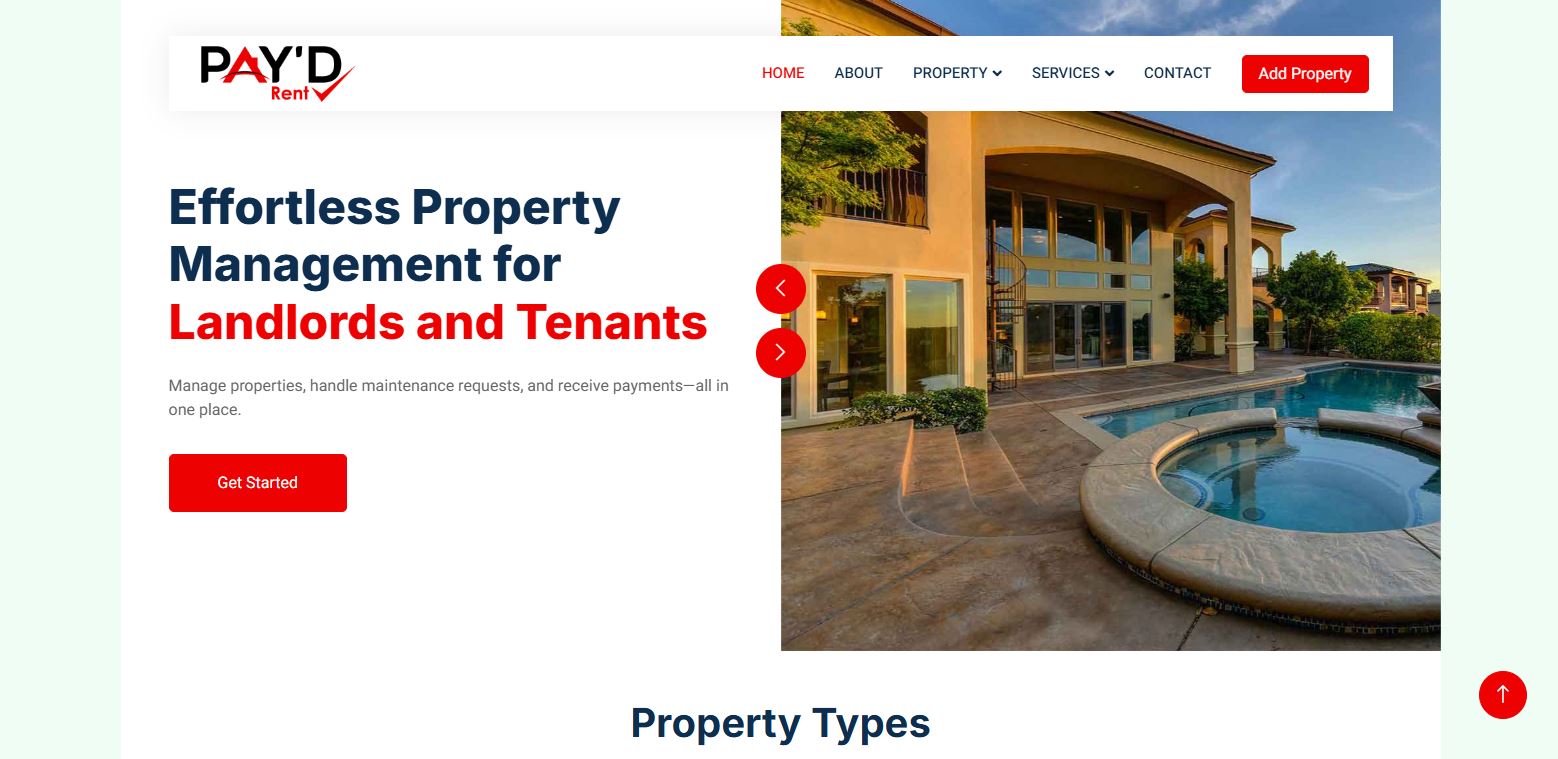 PAY'D
Rent
HOME ABOUT PROPERTY SERVICES CONTACT Add Property
Effortless Property
Management for
Landlords and Tenants
Manage properties, handle maintenance requests, and receive payments—all in
one place.
Get Started
Property Types